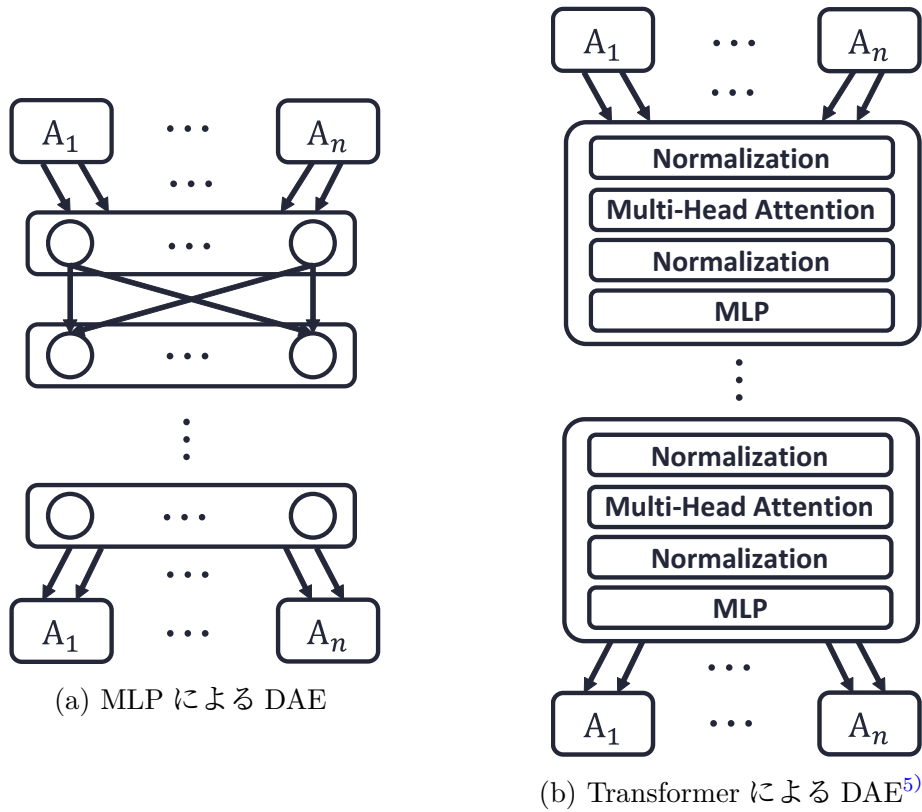 A₁ ··· Aₙ
···
···
···
⋮
···
···
A₁ ··· Aₙ
(a) MLP による DAE
A₁ ··· Aₙ
···
Normalization
Multi-Head Attention
Normalization
MLP
⋮
Normalization
Multi-Head Attention
Normalization
MLP
···
A₁ ··· Aₙ
(b) Transformer による DAE⁵⁾